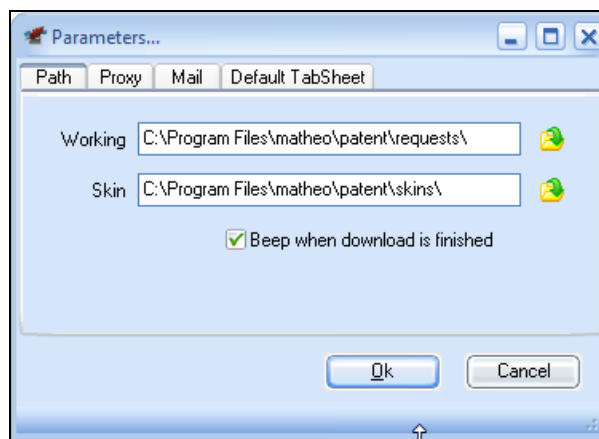 Parameters...
Path Proxy Mail Default TabSheet
Working C:\Program Files\matheo\patent\requests\
Skin C:\Program Files\matheo\patent\skins\
Beep when download is finished
Ok Cancel